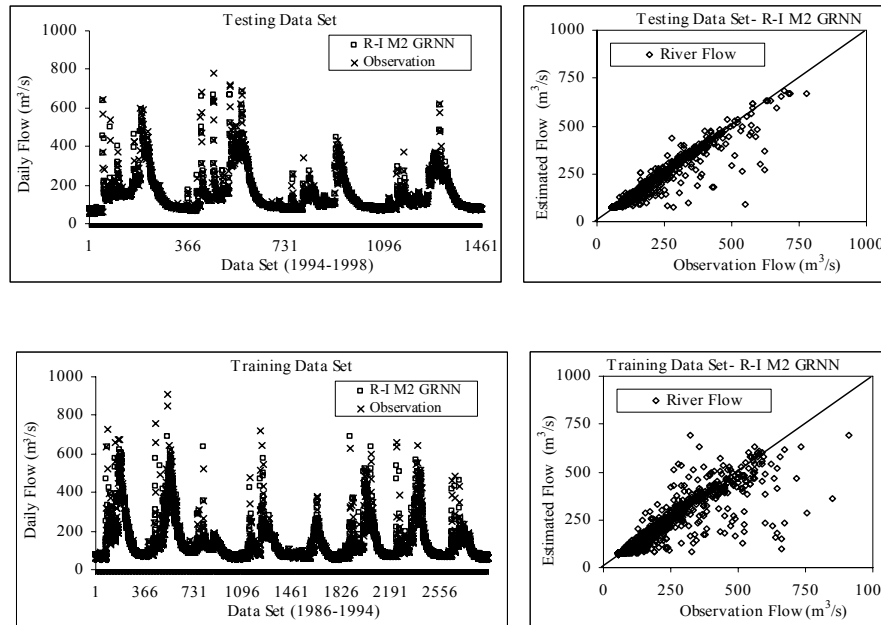 Testing Data Set
R-I M2 GRNN
Observation
Daily Flow (m³/s)
1000
800
600
400
200
0
1 366 731 1096 1461
Data Set (1994-1998)
Testing Data Set- R-I M2 GRNN
River Flow
Estimated Flow (m³/s)
1000
750
500
250
0
0 250 500 750 1000
Observation Flow (m³/s)
Training Data Set
R-I M2 GRNN
Observation
Daily Flow (m³/s)
1000
800
600
400
200
0
1 366 731 1096 1461 1826 2191 2556
Data Set (1986-1994)
Training Data Set- R-I M2 GRNN
River Flow
Estimated Flow (m³/s)
1000
750
500
250
0
0 250 500 750 1000
Observation Flow (m³/s)